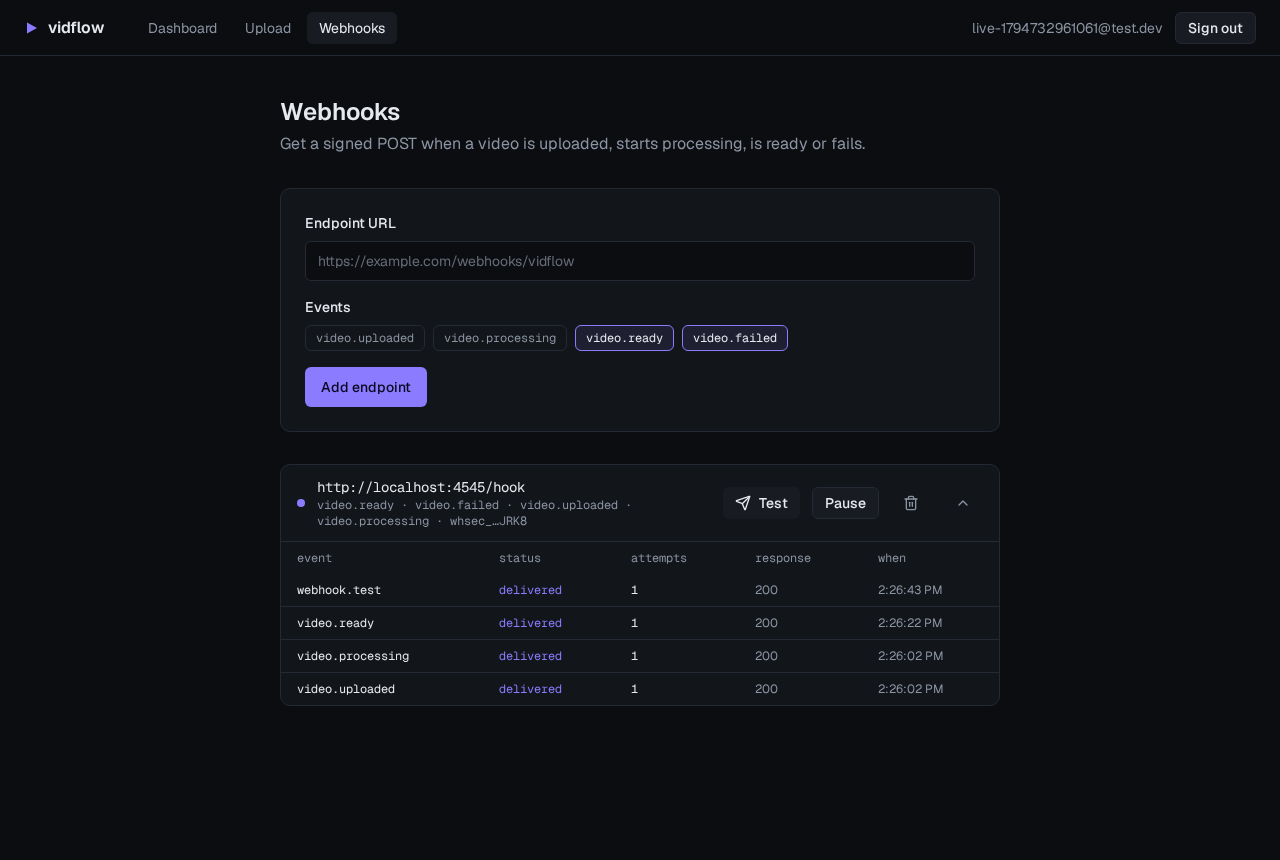 vidflow Dashboard Upload Webhooks live-1794732961061@test.dev Sign out
Webhooks
Get a signed POST when a video is uploaded, starts processing, is ready or fails.
Endpoint URL
https://example.com/webhooks/vidflow
Events
video.uploaded video.processing video.ready video.failed
Add endpoint
http://localhost:4545/hook
video.ready · video.failed · video.uploaded ·
video.processing · whsec_…JRK8
Test Pause
event status attempts response when
webhook.test delivered 1 200 2:26:43 PM
video.ready delivered 1 200 2:26:22 PM
video.processing delivered 1 200 2:26:02 PM
video.uploaded delivered 1 200 2:26:02 PM